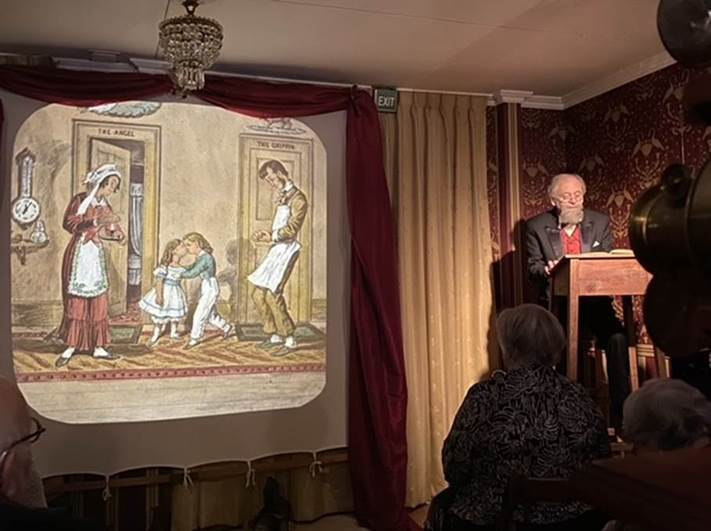 THE ANGEL
THE GRIFFIN
EXIT